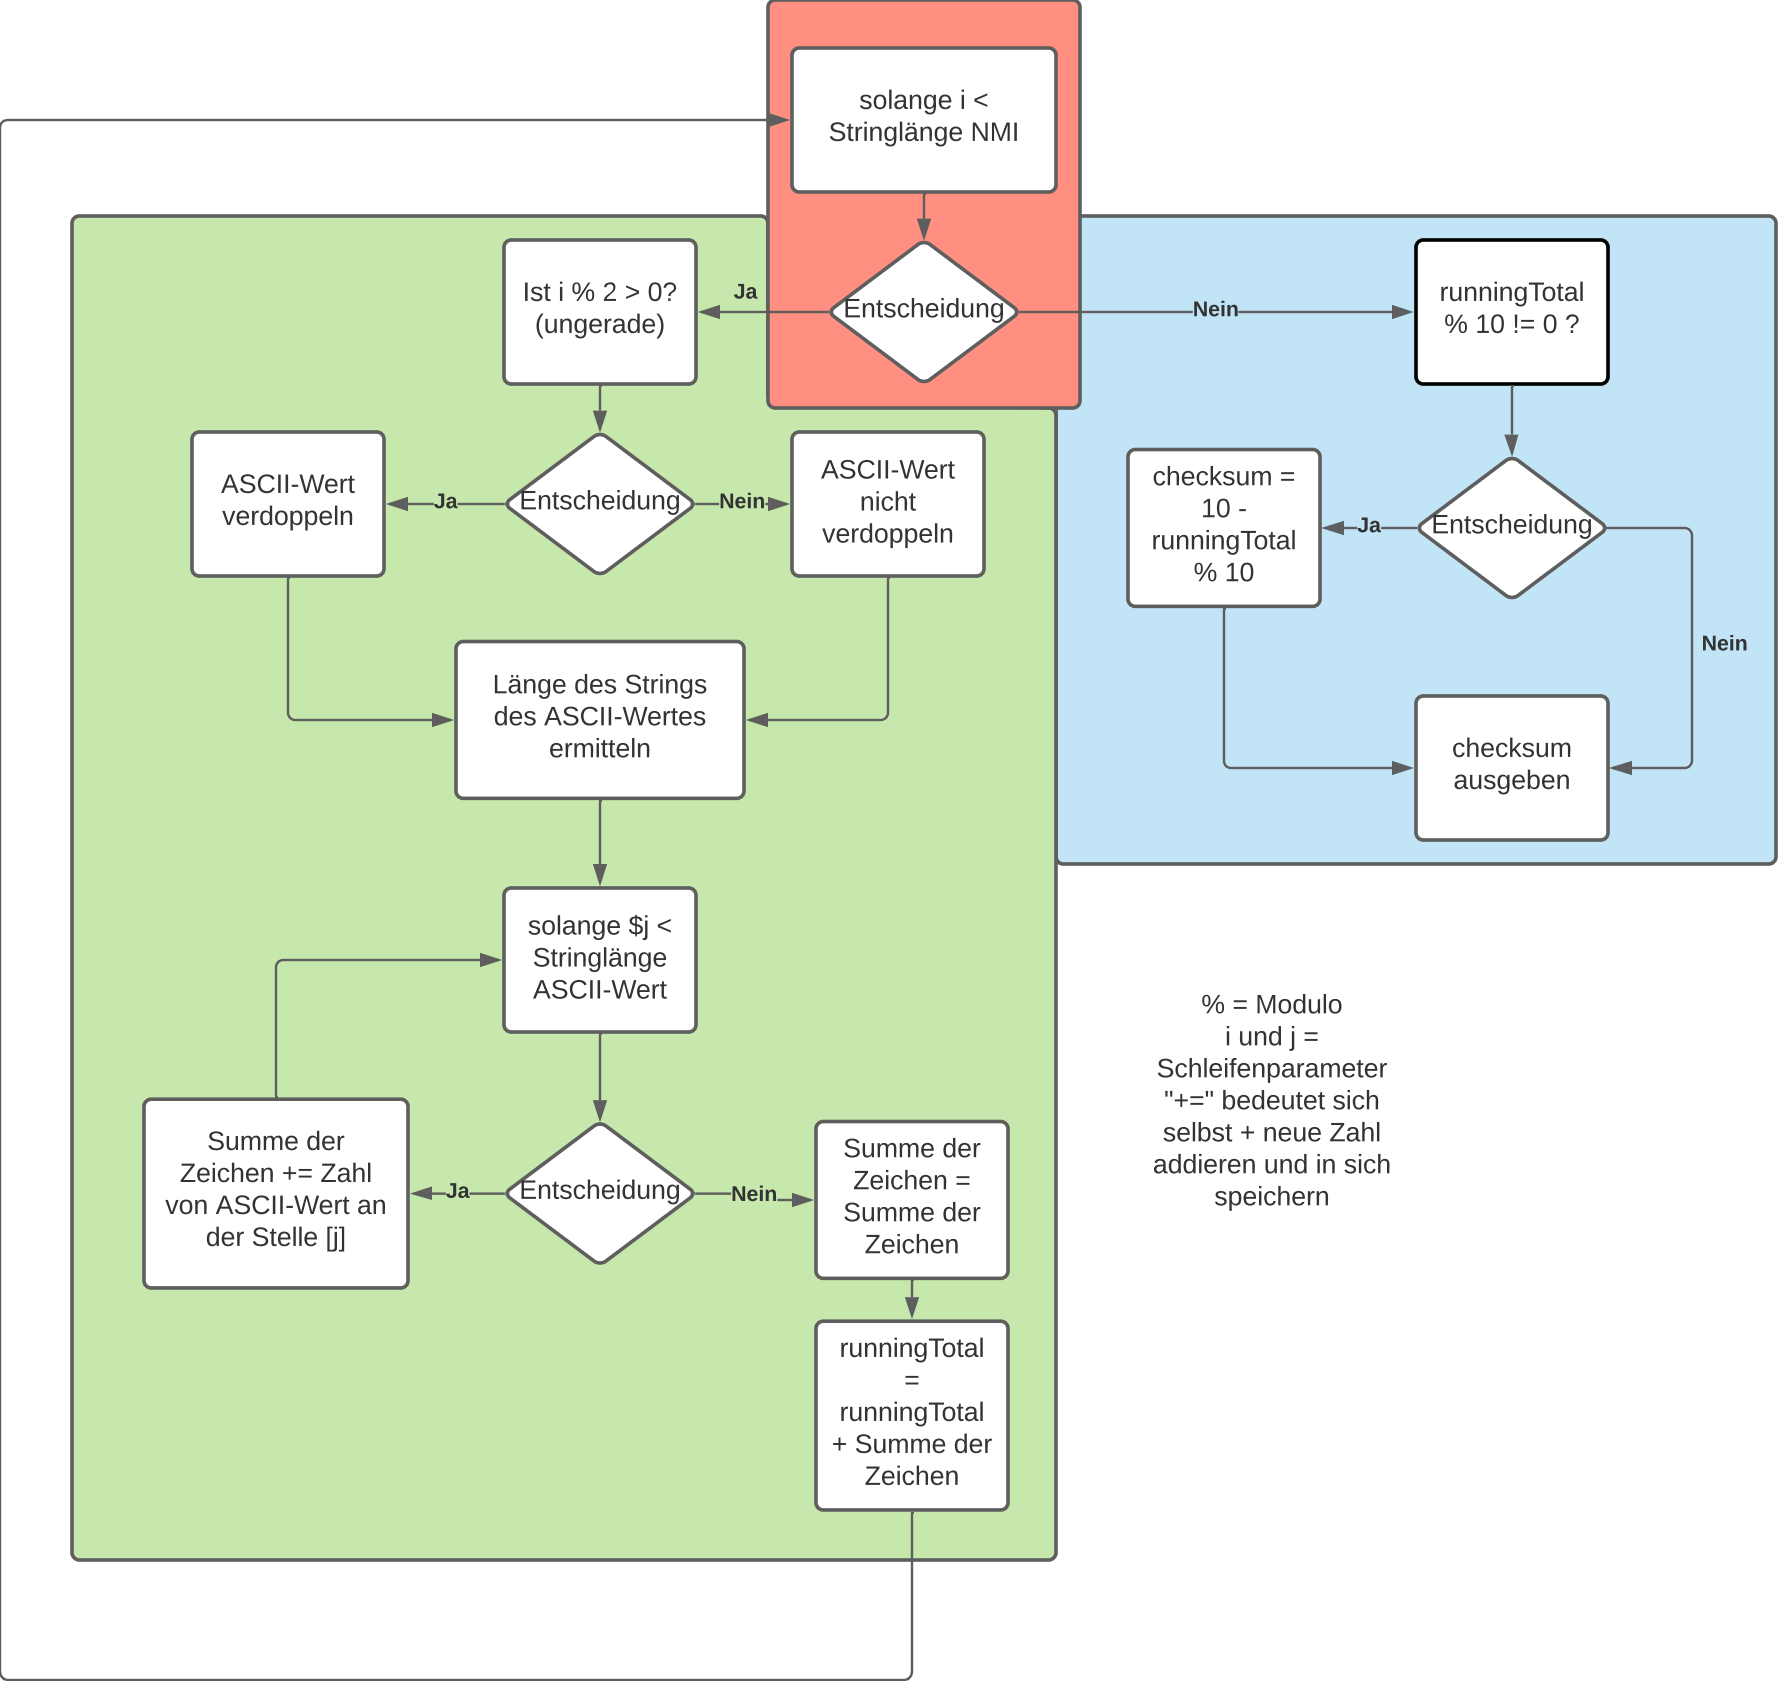 solange i <
Stringlänge NMI
Entscheidung
Ja
Nein
Ist i % 2 > 0?
(ungerade)
Entscheidung
Ja
Nein
ASCII-Wert
verdoppeln
ASCII-Wert
nicht
verdoppeln
Länge des Strings
des ASCII-Wertes
ermitteln
solange $j <
Stringlänge
ASCII-Wert
Entscheidung
Ja
Nein
Summe der
Zeichen += Zahl
von ASCII-Wert an
der Stelle [j]
Summe der
Zeichen =
Summe der
Zeichen
runningTotal
=
runningTotal
+ Summe der
Zeichen
runningTotal
% 10 != 0 ?
Entscheidung
Ja
Nein
checksum =
10 -
runningTotal
% 10
checksum
ausgeben
% = Modulo
i und j =
Schleifenparameter
"+=" bedeutet sich
selbst + neue Zahl
addieren und in sich
speichern